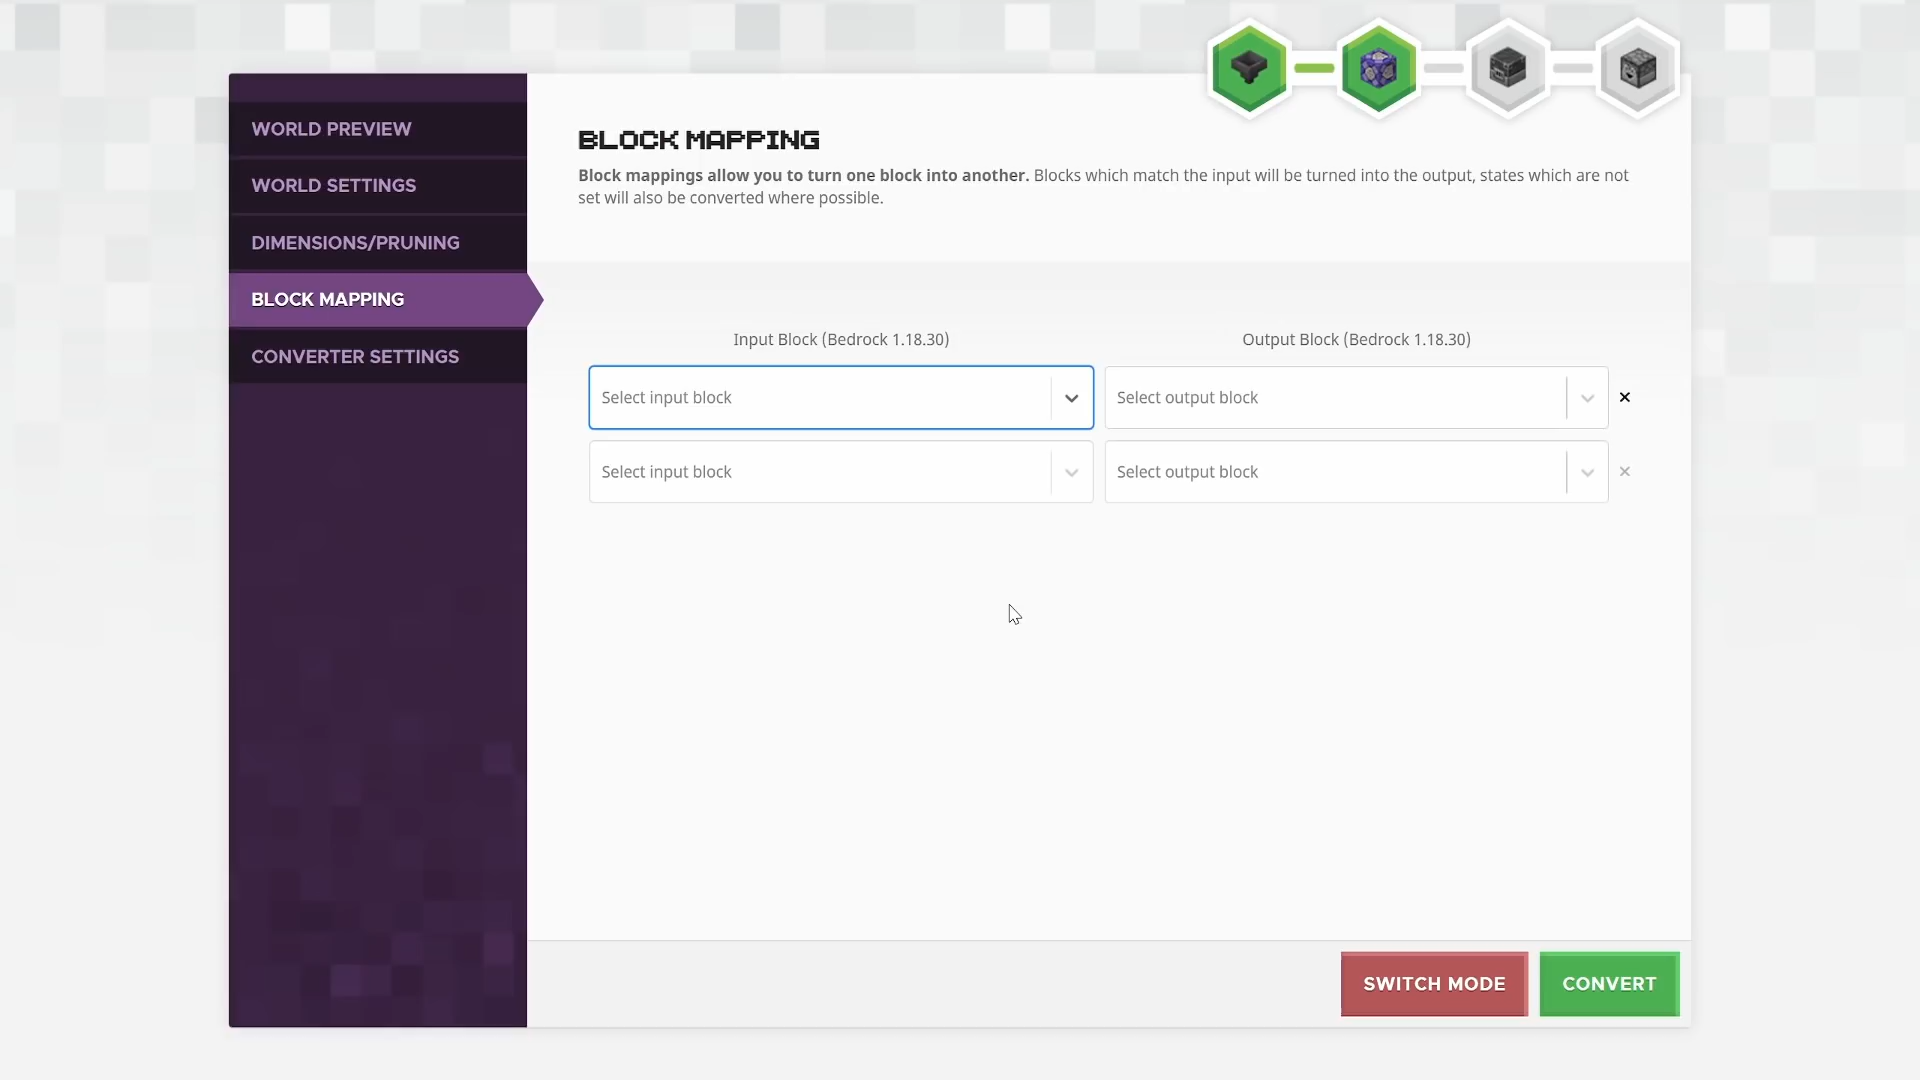 WORLD PREVIEW
WORLD SETTINGS
DIMENSIONS/PRUNING
BLOCK MAPPING
CONVERTER SETTINGS
BLOCK MAPPING
Block mappings allow you to turn one block into another. Blocks which match the input will be turned into the output, states which are not
set will also be converted where possible.
Input Block (Bedrock 1.18.30)
Output Block (Bedrock 1.18.30)
Select input block
Select output block
Select input block
Select output block
SWITCH MODE
CONVERT